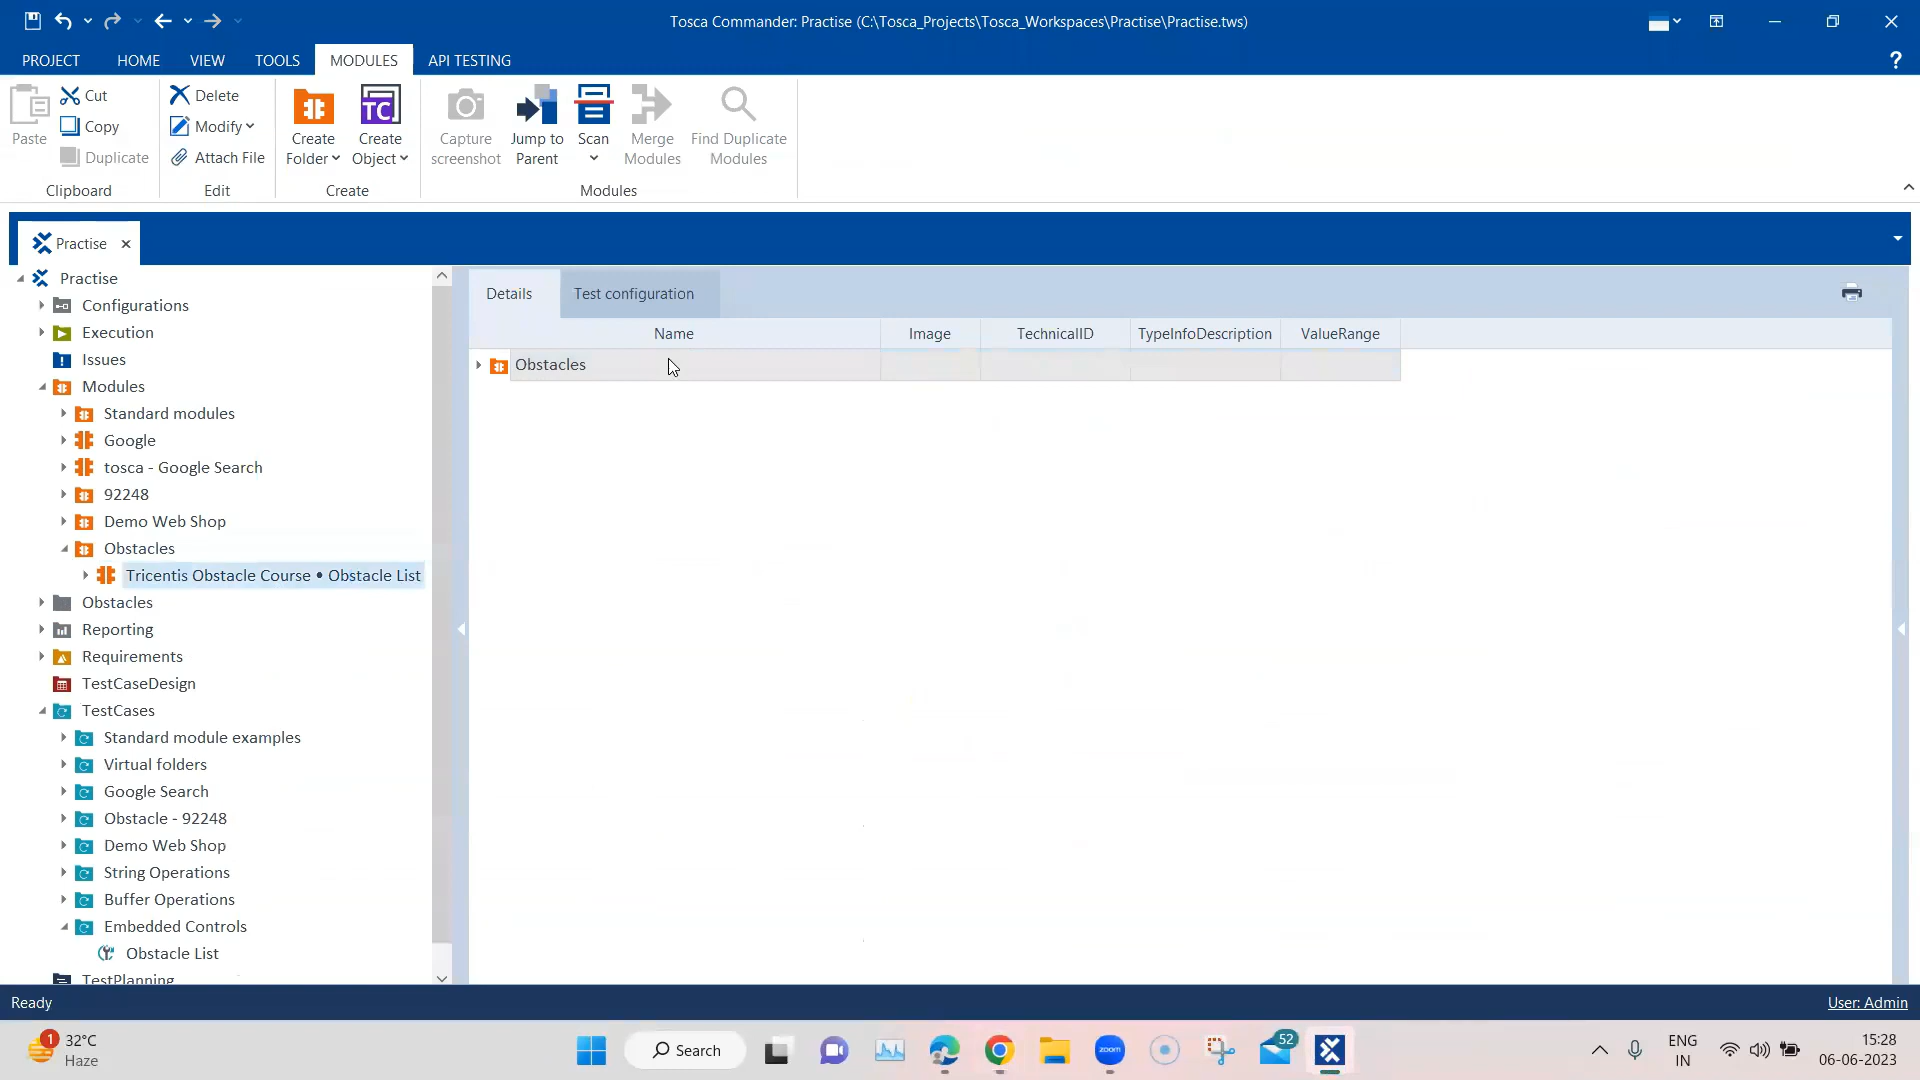 Tosca Commander: Practise (C:\Tosca_Projects\Tosca_Workspaces\Practise\Practise.tws)
PROJECT HOME VIEW TOOLS MODULES API TESTING ?
Paste Cut Copy Duplicate
Clipboard
Delete Modify Attach File
Edit
Create Folder Create Object
Create
Capture screenshot Jump to Parent Scan Merge Modules Find Duplicate Modules
Modules
Practise
Practise
Configurations
Execution
Issues
Modules
Standard modules
Google
tosca - Google Search
92248
Demo Web Shop
Obstacles
Tricentis Obstacle Course • Obstacle List
Obstacles
Reporting
Requirements
TestCaseDesign
TestCases
Standard module examples
Virtual folders
Google Search
Obstacle - 92248
Demo Web Shop
String Operations
Buffer Operations
Embedded Controls
Obstacle List
TestPlanning
Details Test configuration
Name Image TechnicalID TypeInfoDescription ValueRange
Obstacles
Ready User: Admin
1 32°C
Haze
Search
TC
zoom
52
ENG
IN
15:28
06-06-2023